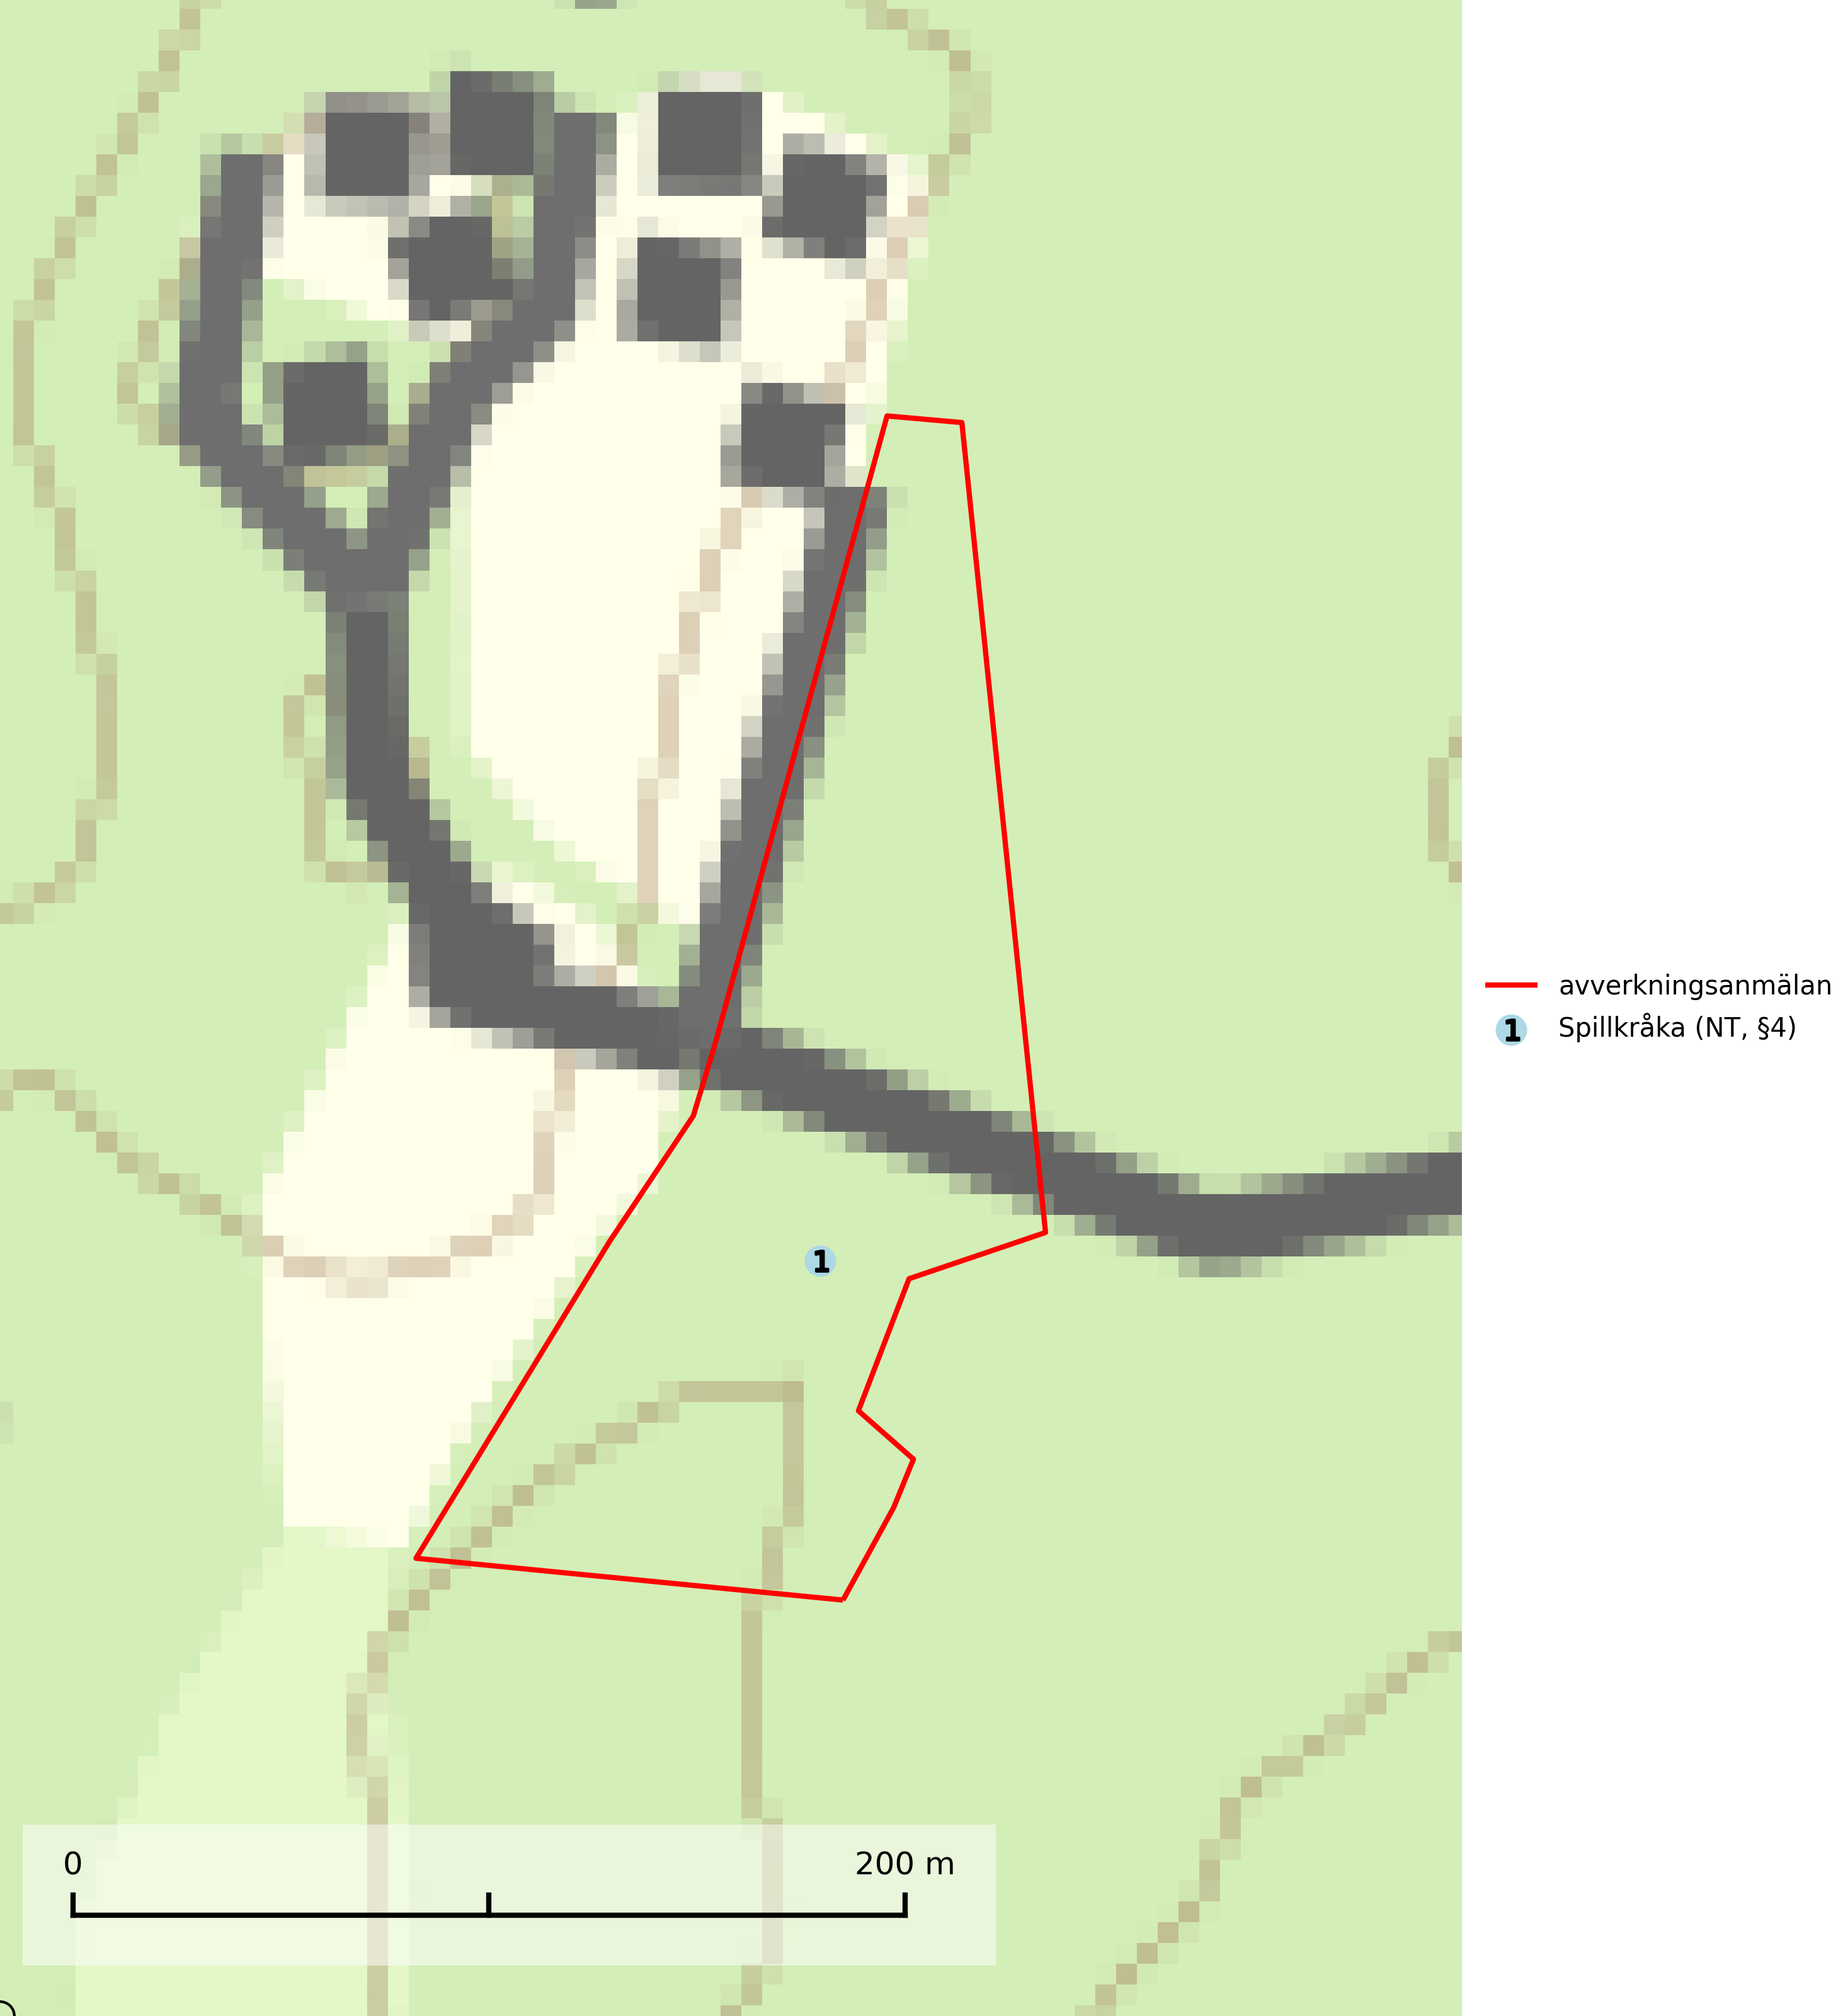 avverkningsanmälan
1 Spillkråka (NT, §4)
1
0 200 m